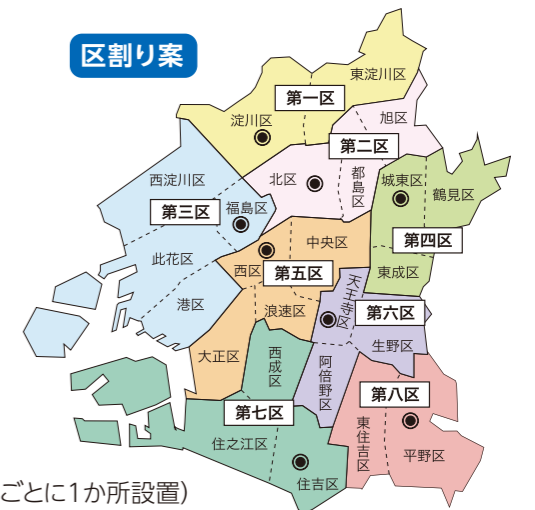 区割り案
東淀川区
第一区
淀川区
旭区
第二区
西淀川区
北区
都島区
城東区
鶴見区
第三区
福島区
第四区
中央区
此花区
西区
第五区
東成区
天王寺区
港区
浪速区
第六区
生野区
大正区
西成区
阿倍野区
第八区
第七区
東住吉区
住之江区
平野区
住吉区
ごとに1か所設置)